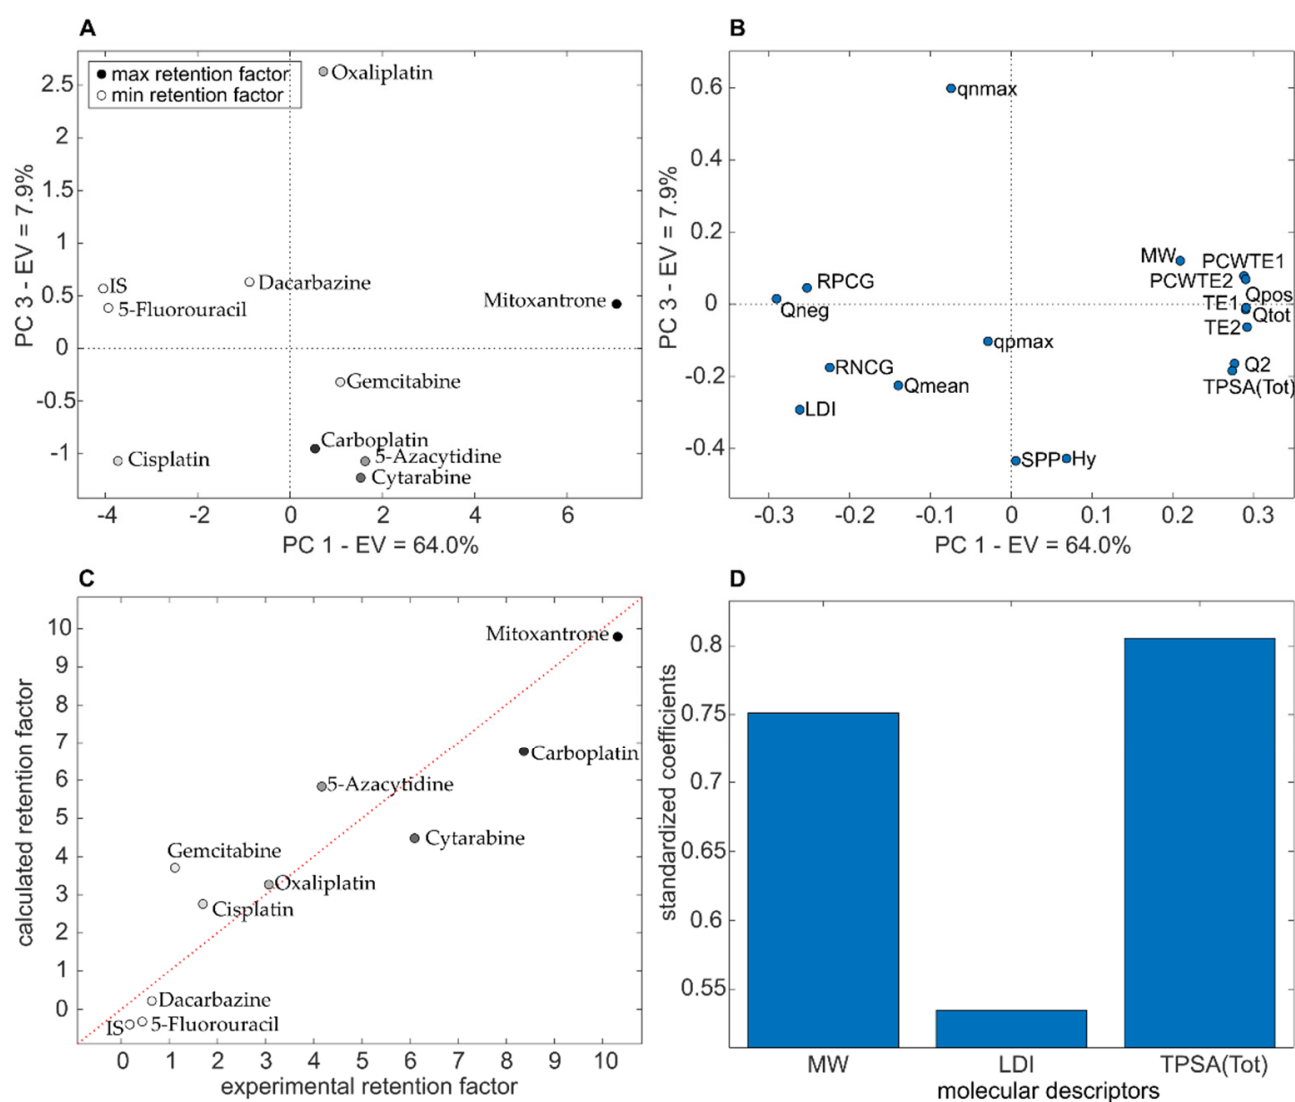 A
max retention factor
min retention factor
Oxaliplatin
IS
5-Fluorouracil
Dacarbazine
Mitoxantrone
Gemcitabine
Carboplatin
5-Azacytidine
Cytarabine
Cisplatin
2.5
2
1.5
1
0.5
0
-0.5
-1
PC 3 - EV = 7.9%
-4 -2 0 2 4 6
PC 1 - EV = 64.0%
B
qnmax
MW
PCWTE1
PCWTE2
Qpos
TE1
Qtot
TE2
Q2
TPSA(Tot)
RPCG
Qneg
qpmax
RNCG
Qmean
LDI
SPP
Hy
0.6
0.4
0.2
0
-0.2
-0.4
PC 3 - EV = 7.9%
-0.3 -0.2 -0.1 0 0.1 0.2 0.3
PC 1 - EV = 64.0%
C
Mitoxantrone
Carboplatin
5-Azacytidine
Cytarabine
Gemcitabine
Oxaliplatin
Cisplatin
Dacarbazine
IS
5-Fluorouracil
10
9
8
7
6
5
4
3
2
1
0
calculated retention factor
0 1 2 3 4 5 6 7 8 9 10
experimental retention factor
D
0.8
0.75
0.7
0.65
0.6
0.55
standardized coefficients
MW LDI TPSA(Tot)
molecular descriptors